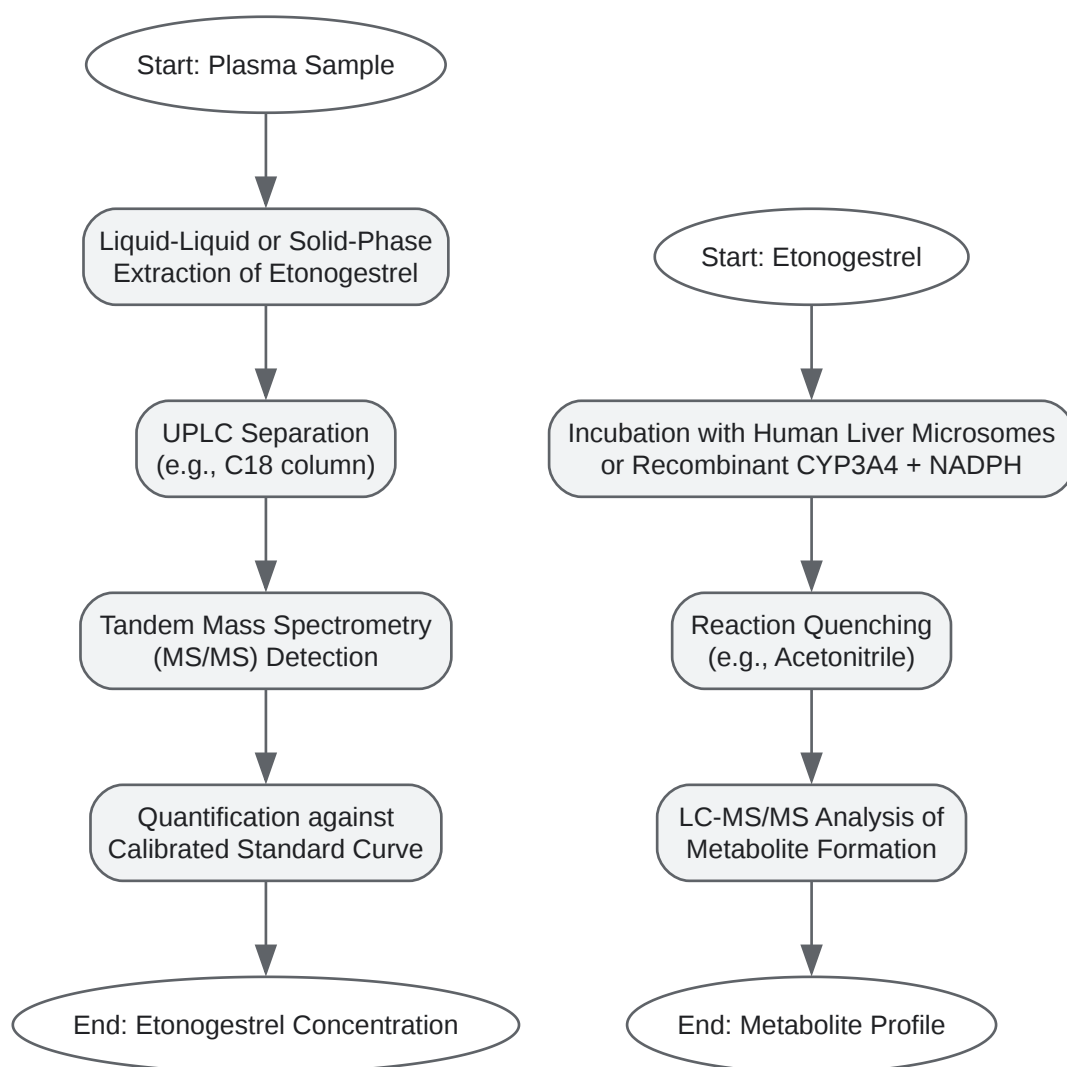 Start: Plasma Sample
Liquid-Liquid or Solid-Phase
Extraction of Etonogestrel
UPLC Separation
(e.g., C18 column)
Tandem Mass Spectrometry
(MS/MS) Detection
Quantification against
Calibrated Standard Curve
End: Etonogestrel Concentration
Start: Etonogestrel
Incubation with Human Liver Microsomes
or Recombinant CYP3A4 + NADPH
Reaction Quenching
(e.g., Acetonitrile)
LC-MS/MS Analysis of
Metabolite Formation
End: Metabolite Profile